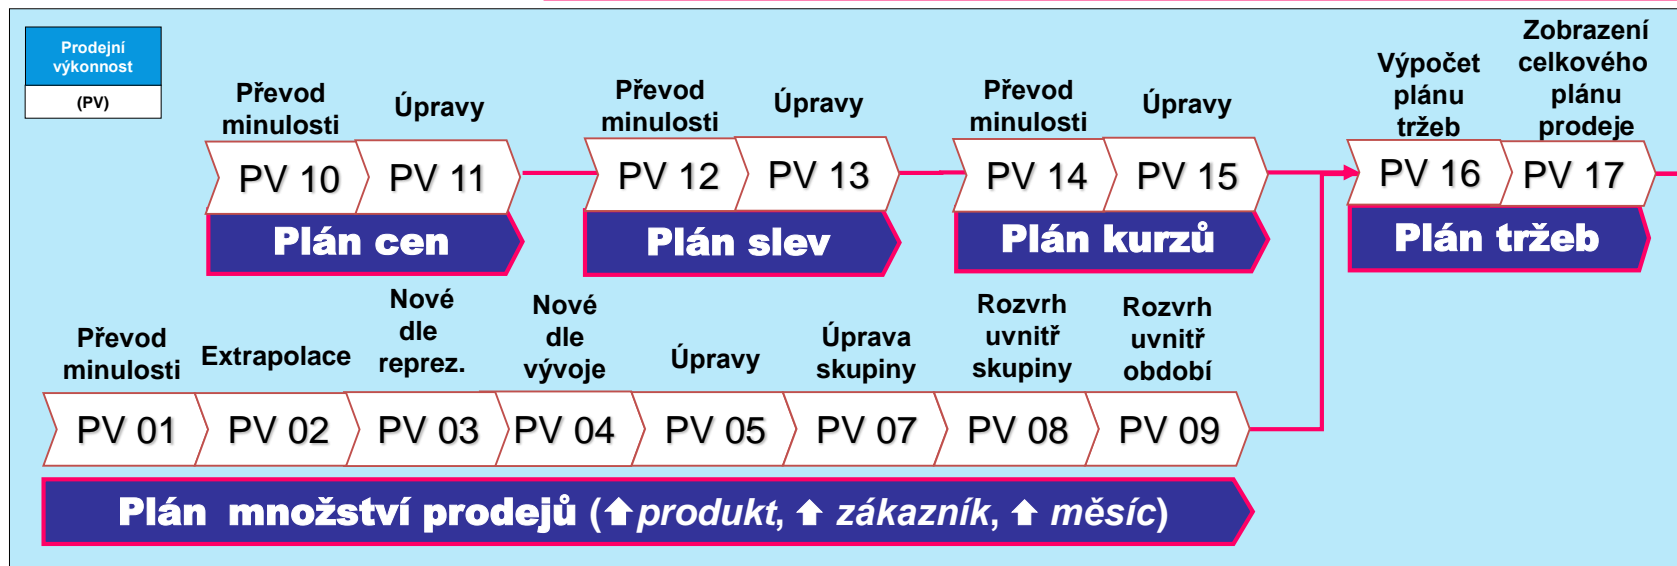 Prodejní
výkonnost
(PV)
Převod
minulosti
Úpravy
Převod
minulosti
Úpravy
Převod
minulosti
Úpravy
Výpočet
plánu
tržeb
Zobrazení
celkového
plánu
prodeje
PV 10
PV 11
PV 12
PV 13
PV 14
PV 15
PV 16
PV 17
Plán cen
Plán slev
Plán kurzů
Plán tržeb
Převod
minulosti
Extrapolace
Nové
dle
reprez.
Nové
dle
vývoje
Úpravy
Úprava
skupiny
Rozvrh
uvnitř
skupiny
Rozvrh
uvnitř
období
PV 01
PV 02
PV 03
PV 04
PV 05
PV 07
PV 08
PV 09
Plán množství prodejů (⬆produkt, ⬆ zákazník, ⬆ měsíc)